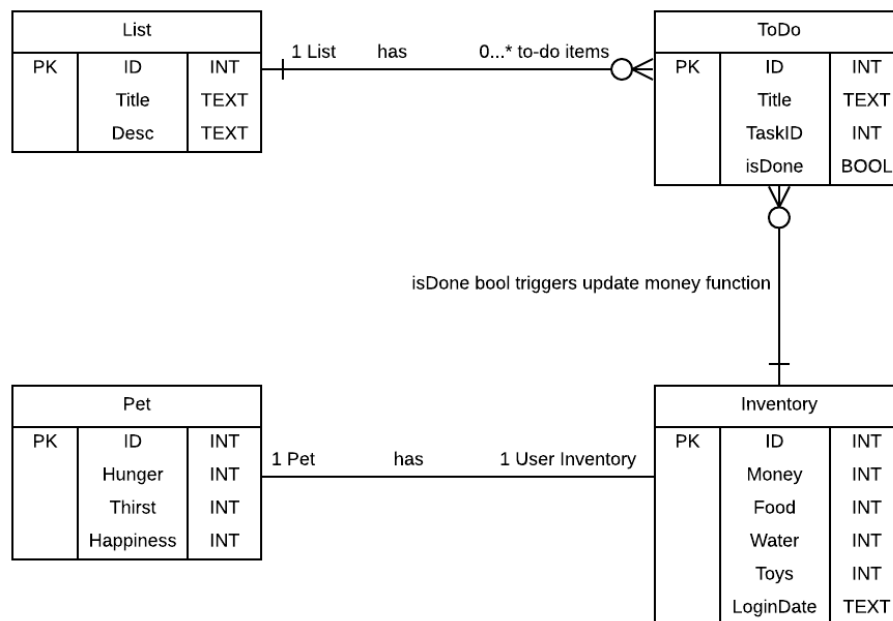 List
PK ID INT
Title TEXT
Desc TEXT
1 List has 0...* to-do items
ToDo
PK ID INT
Title TEXT
TaskID INT
isDone BOOL
isDone bool triggers update money function
Pet
PK ID INT
Hunger INT
Thirst INT
Happiness INT
1 Pet has 1 User Inventory
Inventory
PK ID INT
Money INT
Food INT
Water INT
Toys INT
LoginDate TEXT